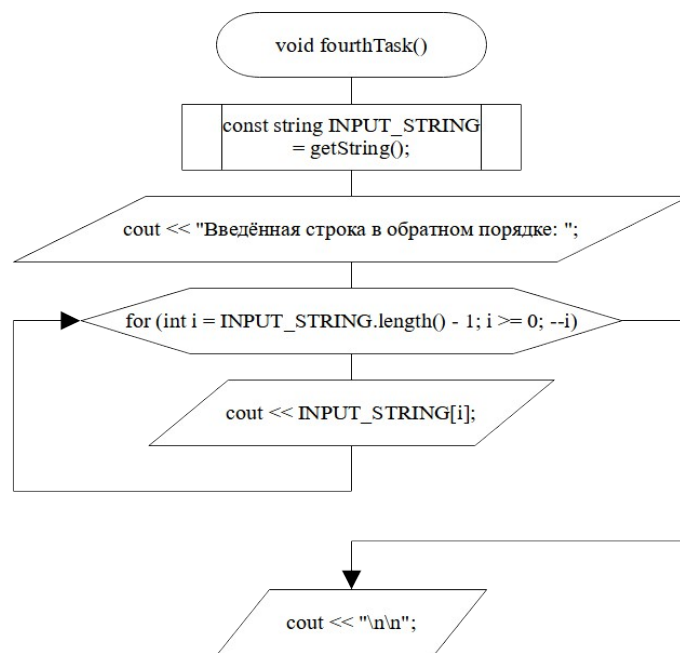 void fourthTask()
const string INPUT_STRING
= getString();
cout << "Введённая строка в обратном порядке: ";
for (int i = INPUT_STRING.length() - 1; i >= 0; --i)
cout << INPUT_STRING[i];
cout << "\n\n";